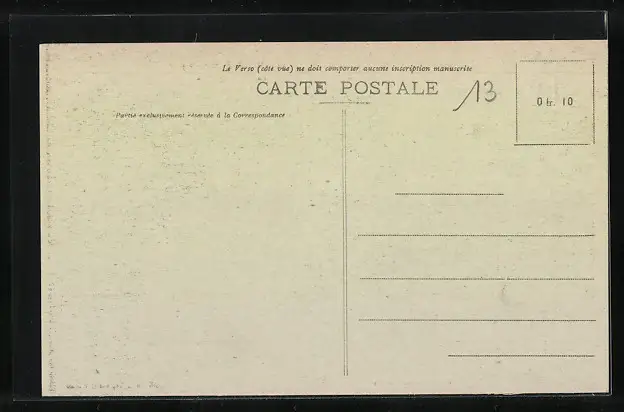 Le Verso (côté vue) ne doit comporter aucune inscription manuscrite
CARTE POSTALE
13
0 fr. 10
Partie exclusivement réservée à la Correspondance